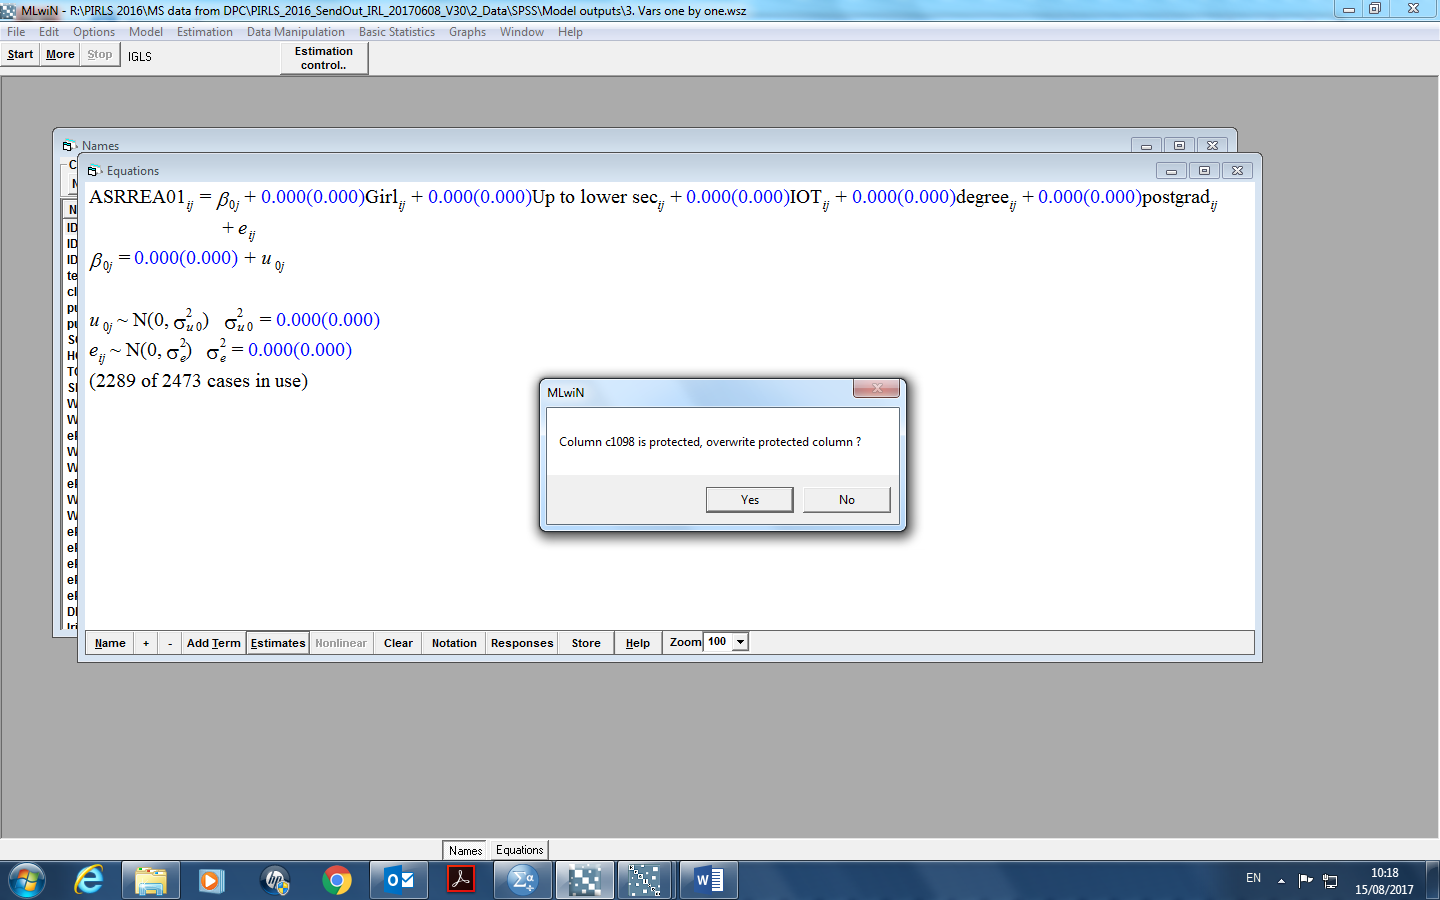 MLwiN - R:\PIRLS 2016\MS data from DPC\PIRLS_2016_SendOut_IRL_20170608_V30\2_Data\SPSS\Model outputs\3. Vars one by one.wsz
File Edit Options Model Estimation Data Manipulation Basic Statistics Graphs Window Help
Start More Stop IGLS Estimation control..
Names
Equations
ASRREA01ij = β0j + 0.000(0.000)Girlij + 0.000(0.000)Up to lower secij + 0.000(0.000)IOTij + 0.000(0.000)degreeij + 0.000(0.000)postgradij
+ eij
β0j = 0.000(0.000) + u0j
u0j ~ N(0, σ²u0) σ²u0 = 0.000(0.000)
eij ~ N(0, σ²e) σ²e = 0.000(0.000)
(2289 of 2473 cases in use)
MLwiN
Column c1098 is protected, overwrite protected column ?
Yes No
Name + - Add Term Estimates Nonlinear Clear Notation Responses Store Help Zoom 100
Names Equations
EN 10:18
15/08/2017